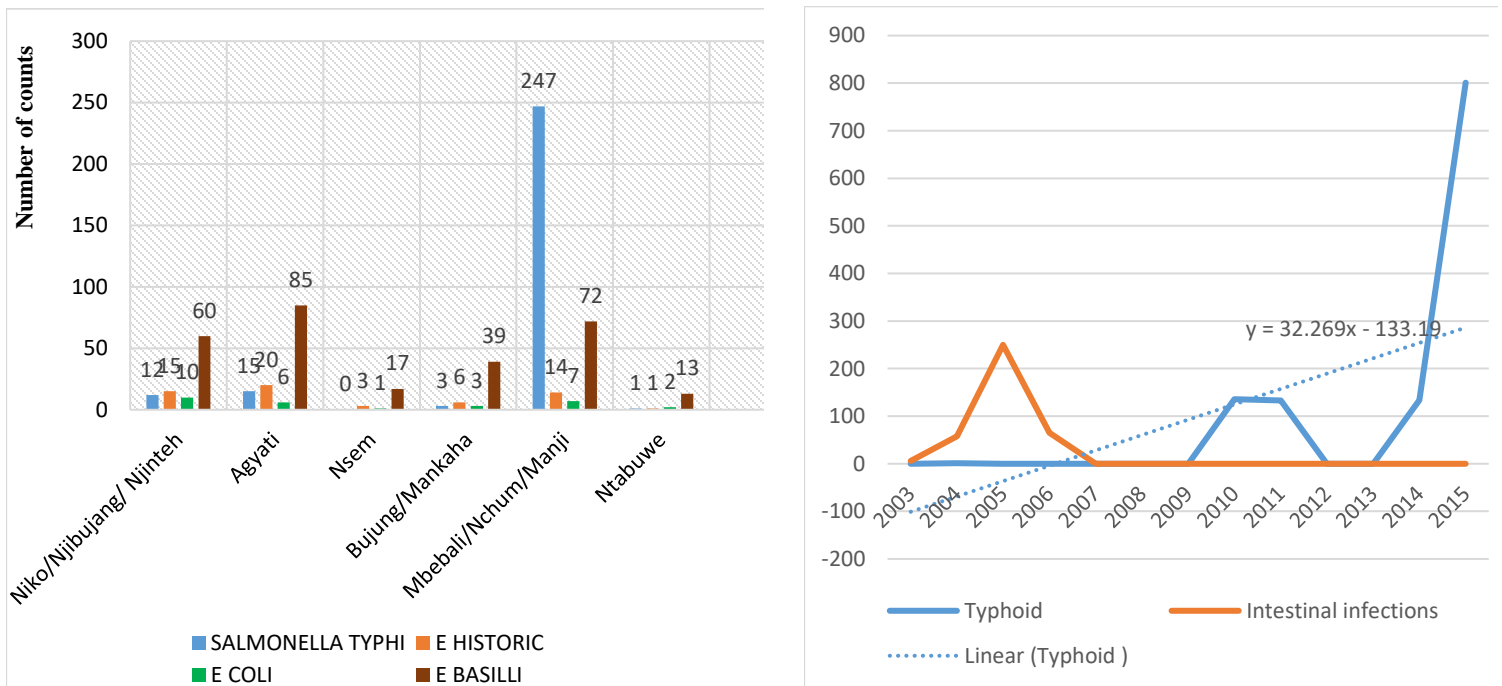 Number of counts
300
250
200
150
100
50
0
12 15 10 60
15 20 6 85
0 3 1 17
3 6 3 39
247 14 7 72
1 1 2 13
Niko/Njibujang/ Njinteh
Agyati
Nsem
Bujung/Mankaha
Mbebali/Nchum/Manji
Ntabuwe
SALMONELLA TYPHI E HISTORIC
E COLI E BASILLI
900
800
700
600
500
400
300
200
100
0
-100
-200
y = 32.269x - 133.19
2003 2004 2005 2006 2007 2008 2009 2010 2011 2012 2013 2014 2015
Typhoid Intestinal infections
Linear (Typhoid )